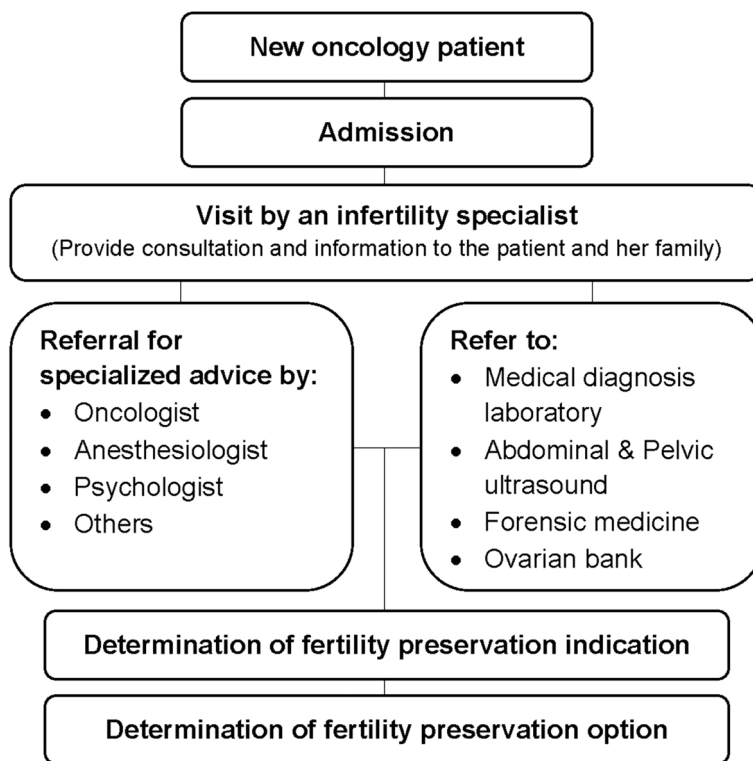 New oncology patient
Admission
Visit by an infertility specialist
(Provide consultation and information to the patient and her family)
Referral for
specialized advice by:
• Oncologist
• Anesthesiologist
• Psychologist
• Others
Refer to:
• Medical diagnosis
laboratory
• Abdominal & Pelvic
ultrasound
• Forensic medicine
• Ovarian bank
Determination of fertility preservation indication
Determination of fertility preservation option